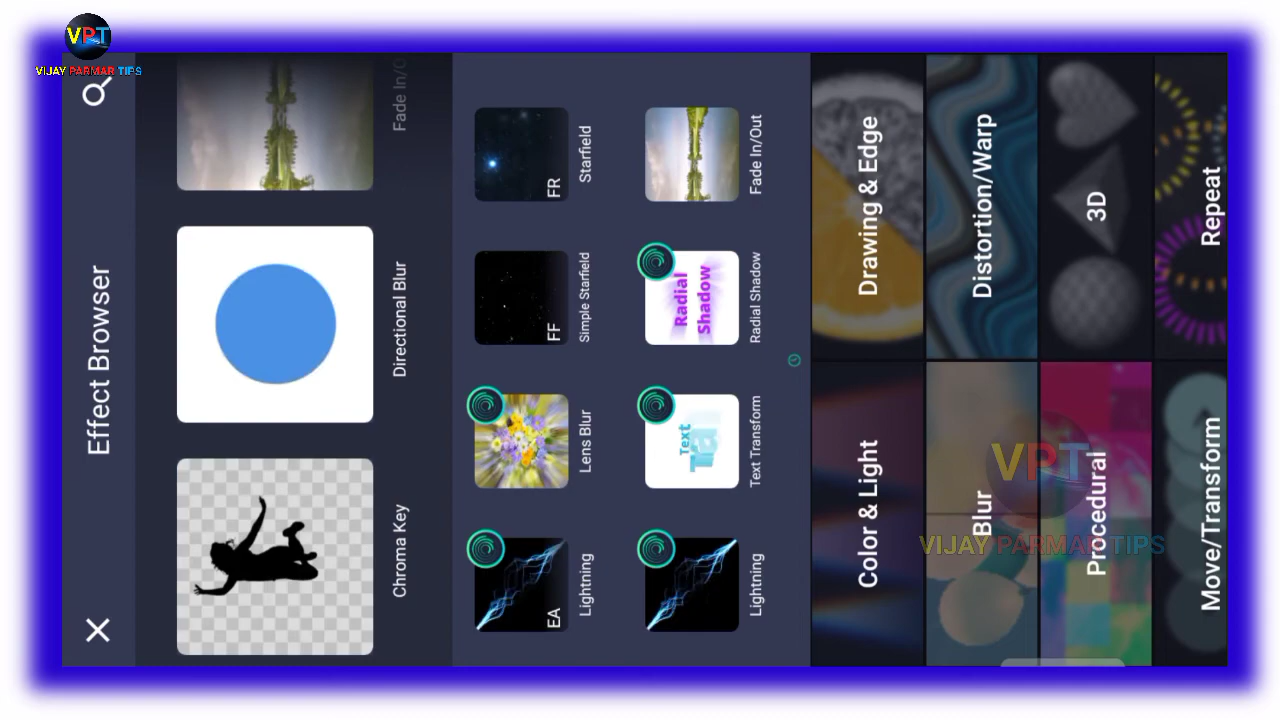 VPT
VIJAY PARMAR TIPS
Effect Browser
Chroma Key
Directional Blur
Fade In/O
EA
FF
FR
Lightning
Lens Blur
Simple Starfield
Starfield
Text
Radial
Shadow
Lightning
Text Transform
Radial Shadow
Fade In/Out
Color & Light
Drawing & Edge
Blur
Distortion/Warp
Procedural
3D
Move/Transform
Repeat
VPT
VIJAY PARMAR TIPS